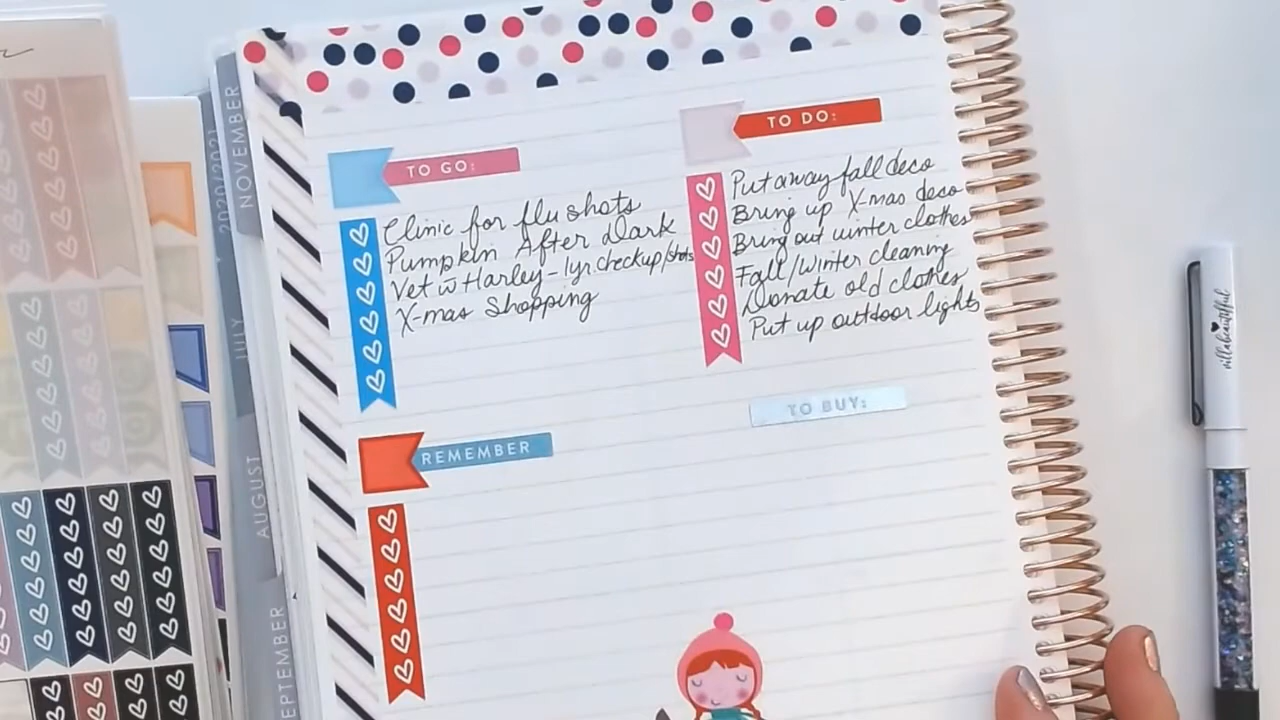 TO GO:
Clinic for flu shots
Pumpkin After Dark
Vet w̄ Harley - 1yr. checkup/shots
X-mas Shopping
REMEMBER
TO DO:
Put away fall deco
Bring up X-mas deco
Bring out winter clothes
Fall/Winter cleaning
Donate old clothes
Put up outdoor lights
TO BUY:
2020/2021
NOVEMBER
JULY
AUGUST
SEPTEMBER
villabeautifful